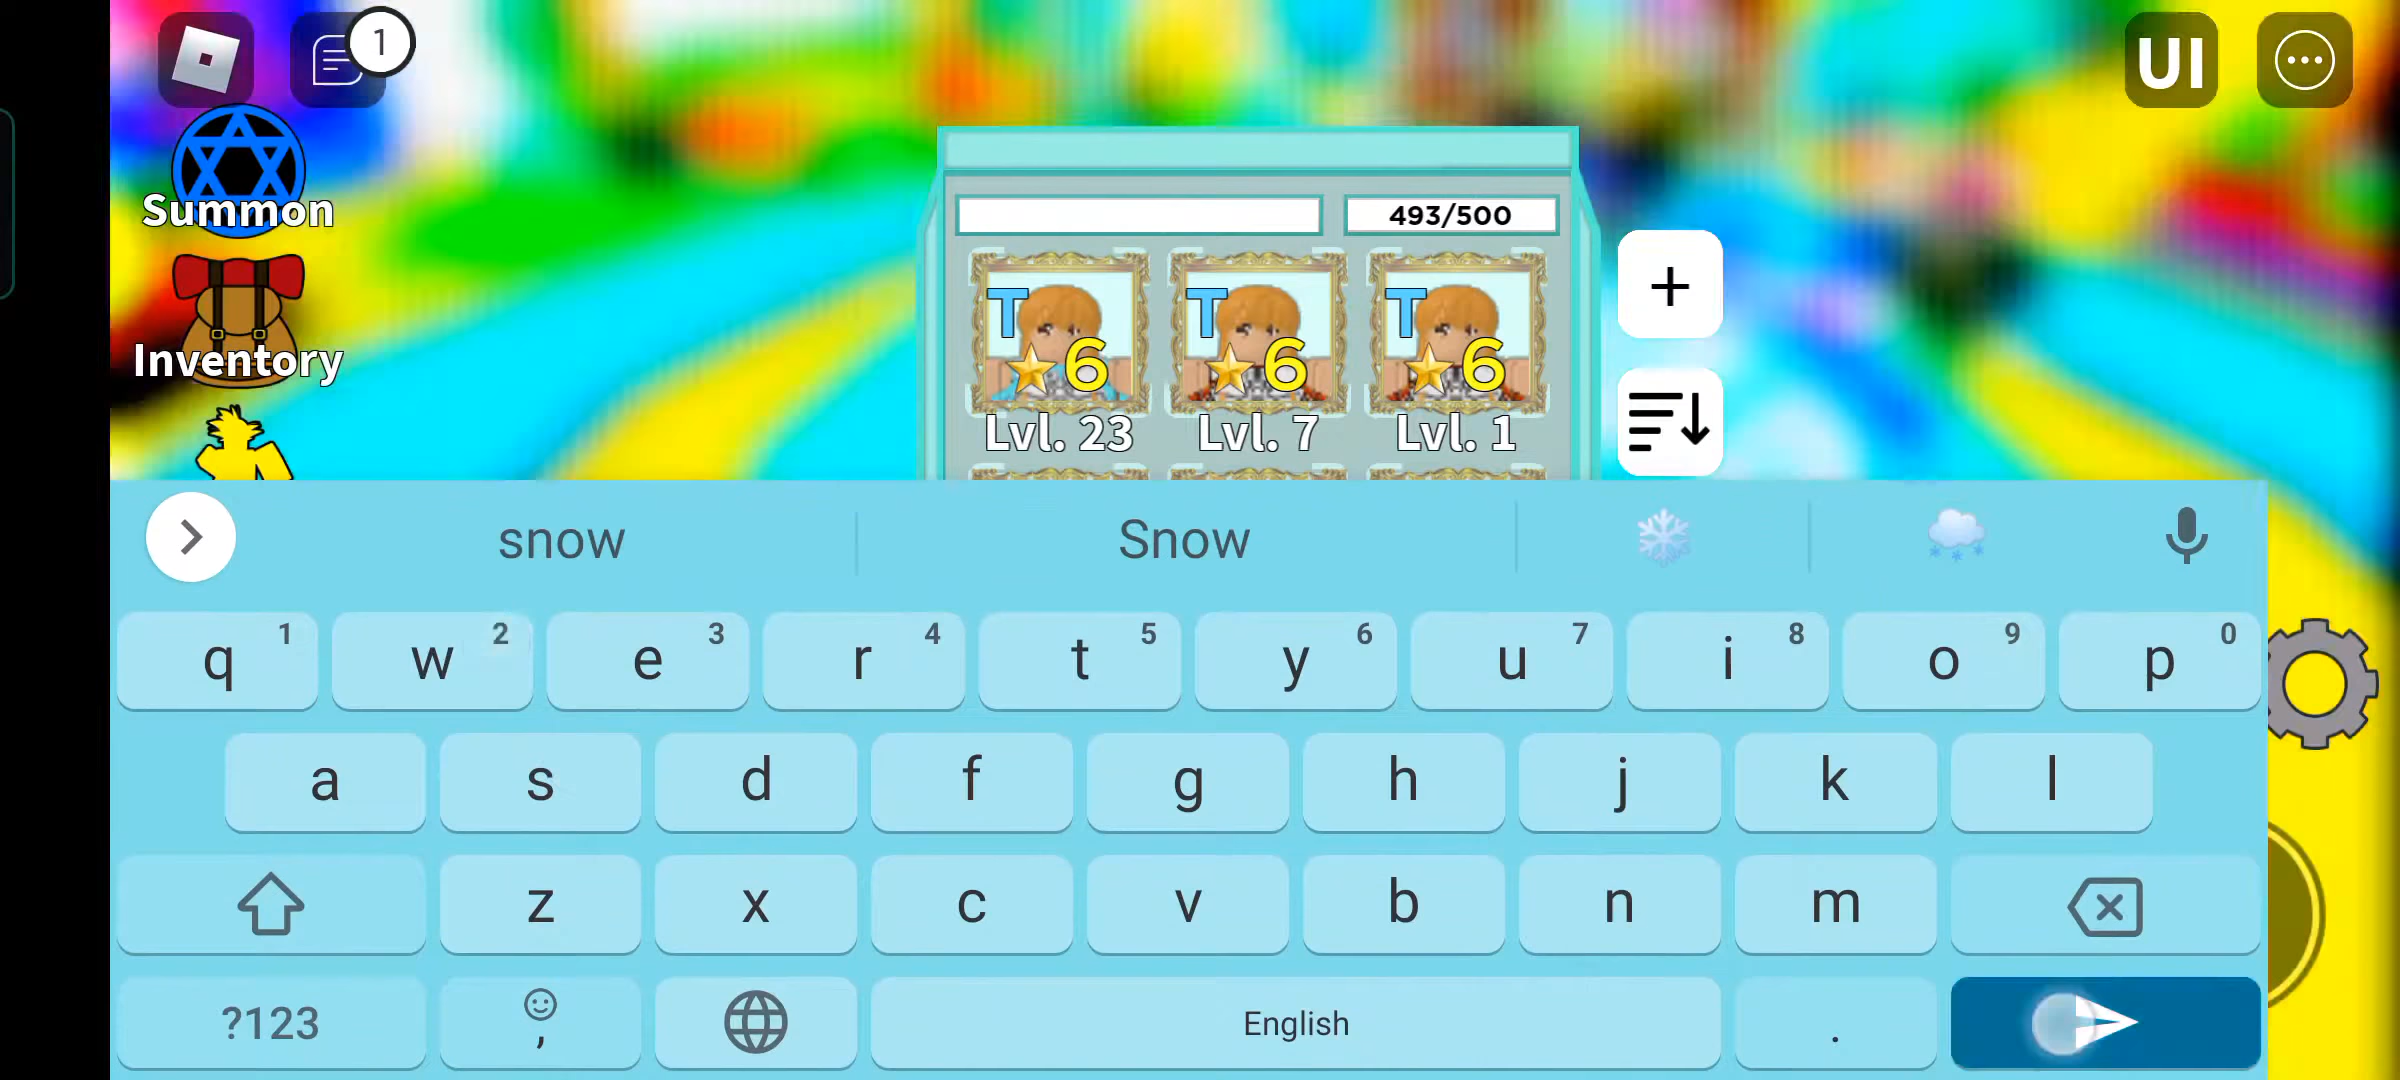 1
UI
Summon
493/500
Inventory
T T T
6 6 6
Lvl. 23 Lvl. 7 Lvl. 1
snow Snow
q 1 w 2 e 3 r 4 t 5 y 6 u 7 i 8 o 9 p 0
a s d f g h j k l
z x c v b n m
?123 , English .